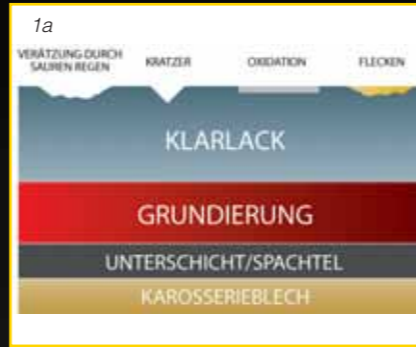 1a
VERÄTZUNG DURCH
SAUREN REGEN
KRATZER
OXIDATION
FLECKEN
KLARLACK
GRUNDIERUNG
UNTERSCHICHT/SPACHTEL
KAROSSERIEBLECH